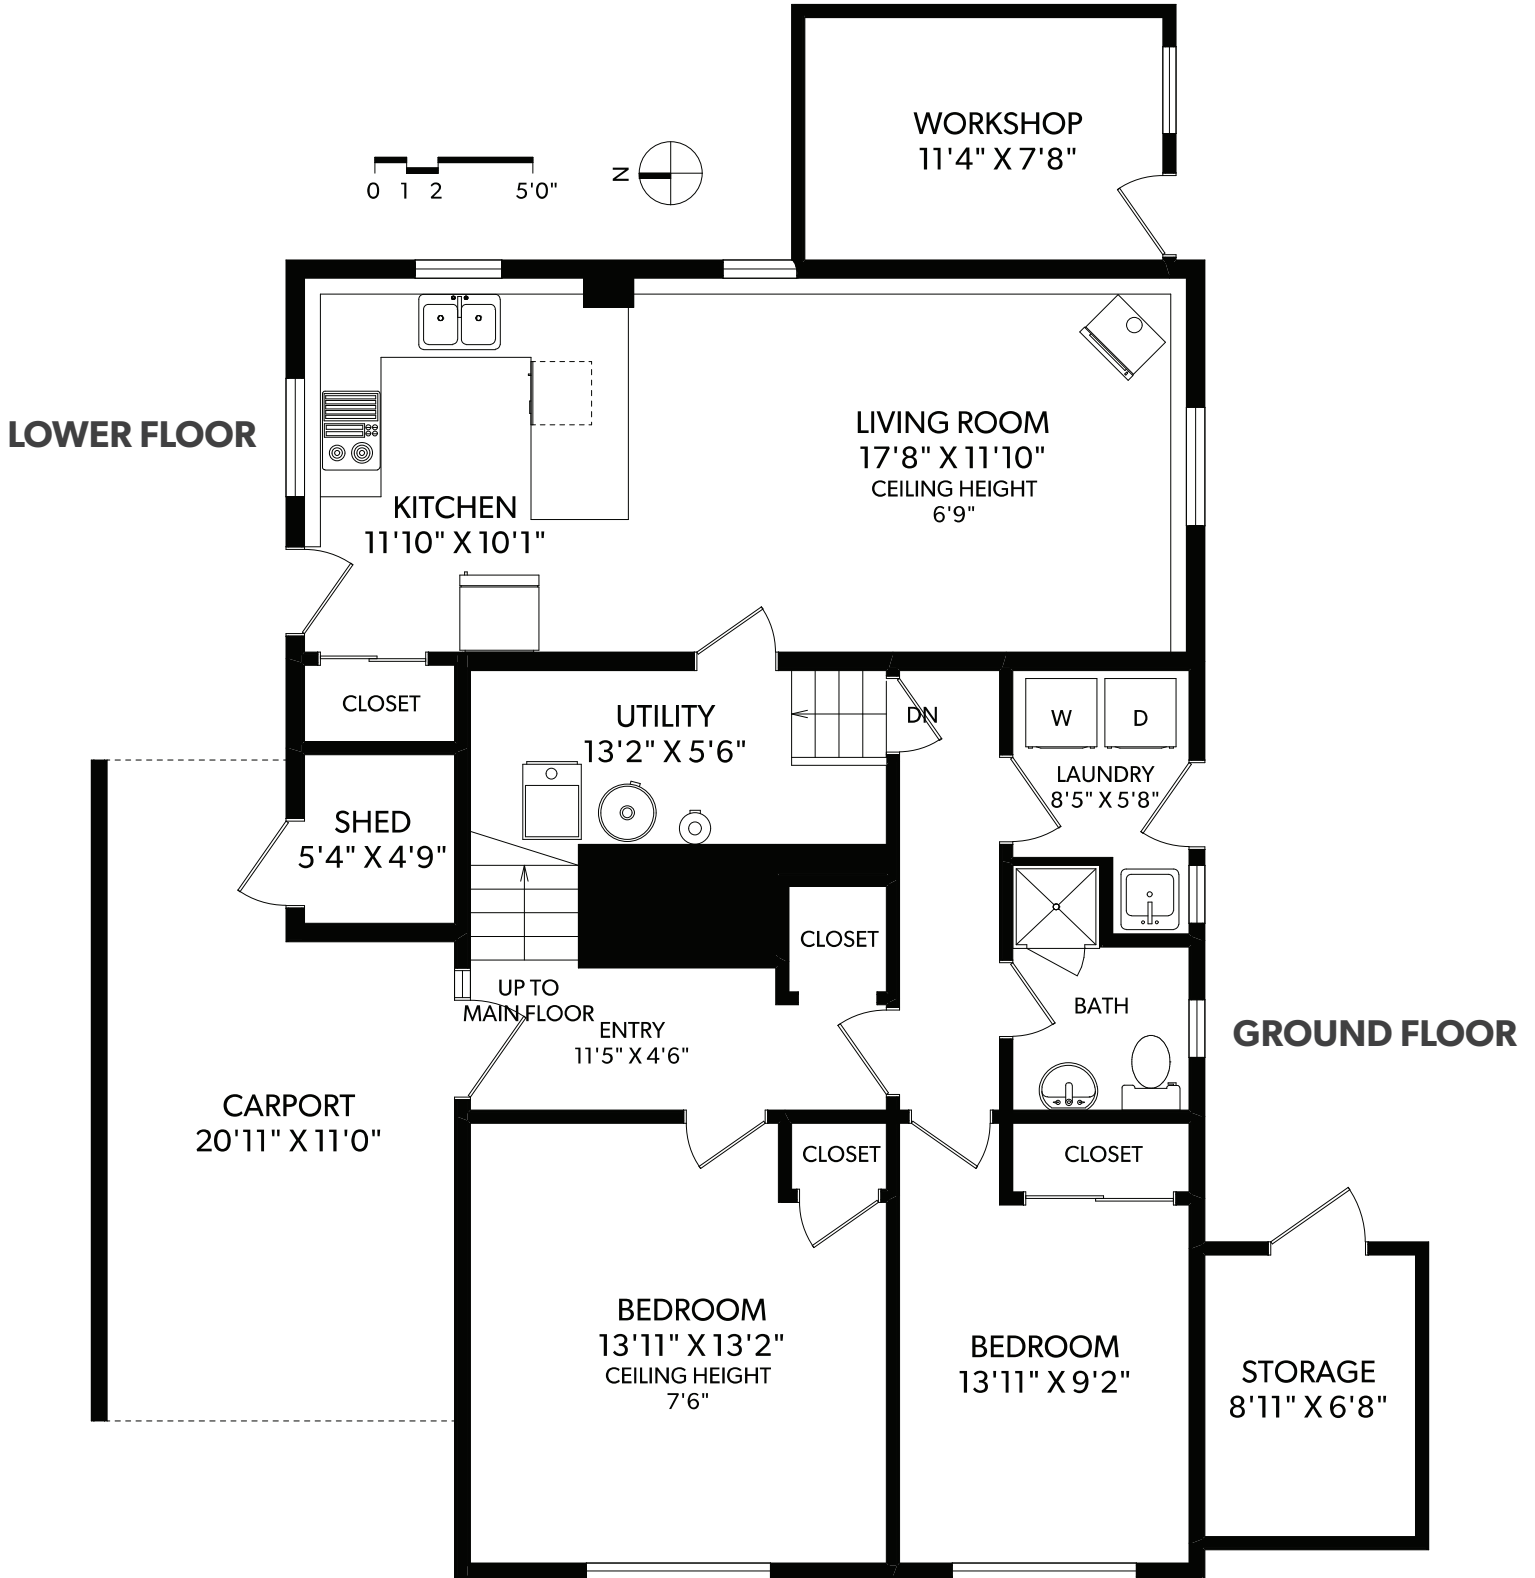 WORKSHOP
11'4" X 7'8"
N
0 1 2 5'0"
LOWER FLOOR
LIVING ROOM
17'8" X 11'10"
CEILING HEIGHT
6'9"
KITCHEN
11'10" X 10'1"
CLOSET
UTILITY
13'2" X 5'6"
DN
W D
LAUNDRY
8'5" X 5'8"
SHED
5'4" X 4'9"
CLOSET
UP TO
MAIN FLOOR
ENTRY
11'5" X 4'6"
BATH
GROUND FLOOR
CARPORT
20'11" X 11'0"
CLOSET
CLOSET
BEDROOM
13'11" X 13'2"
CEILING HEIGHT
7'6"
BEDROOM
13'11" X 9'2"
STORAGE
8'11" X 6'8"